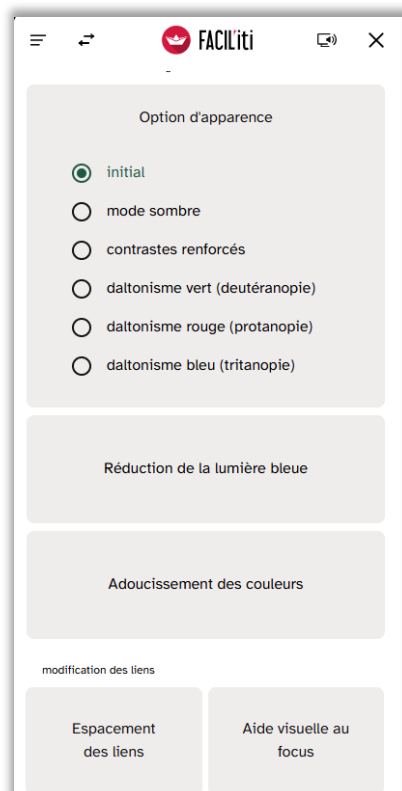 FACIL'iti
Option d'apparence
initial
mode sombre
contrastes renforcés
daltonisme vert (deutéranopie)
daltonisme rouge (protanopie)
daltonisme bleu (tritanopie)
Réduction de la lumière bleue
Adoucissement des couleurs
modification des liens
Espacement
des liens
Aide visuelle au
focus